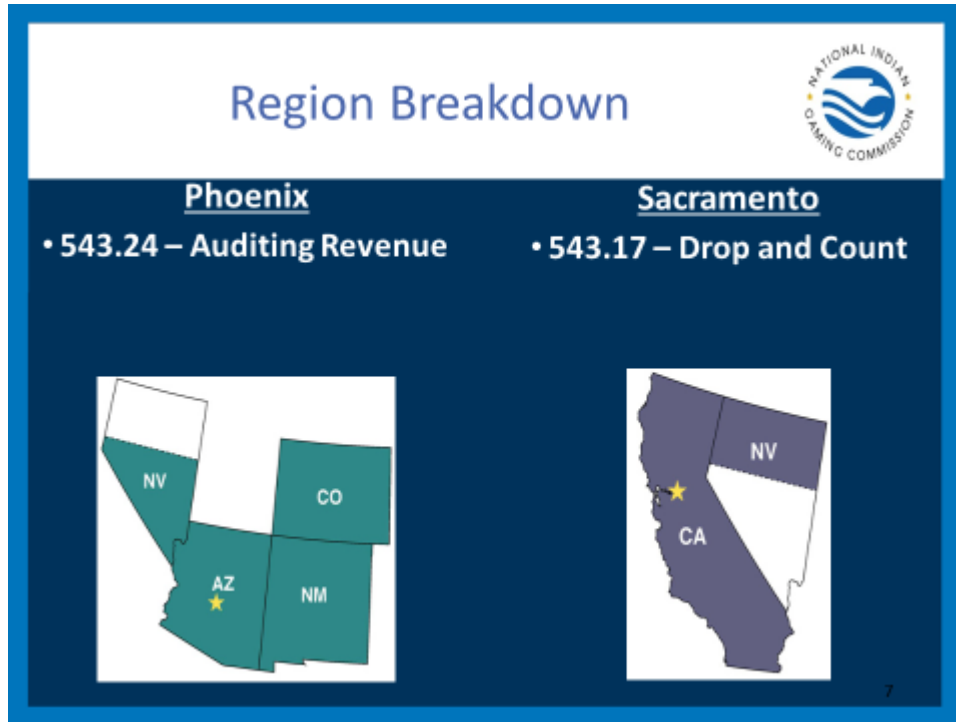 Region Breakdown
NATIONAL INDIAN
GAMING COMMISSION
Phoenix
• 543.24 – Auditing Revenue
NV
CO
AZ
NM
Sacramento
• 543.17 – Drop and Count
NV
CA
7